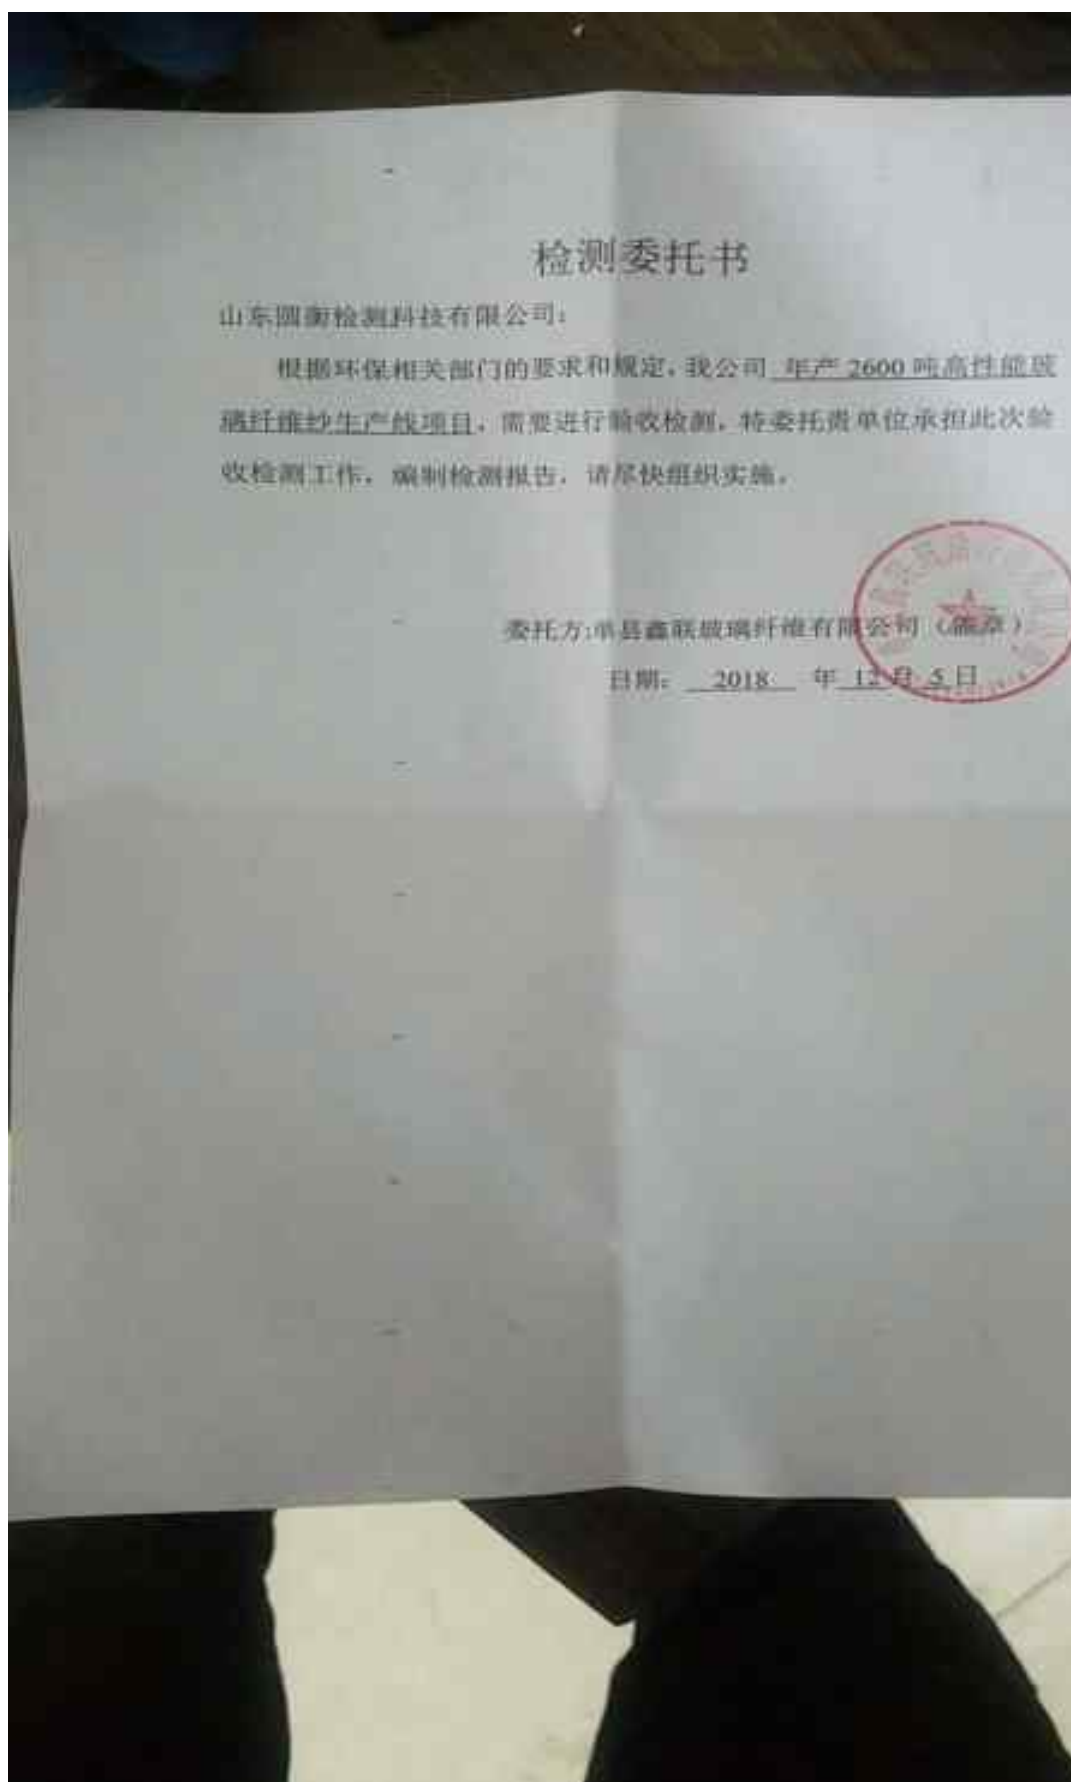 检测委托书
山东圆衡检测科技有限公司：
根据环保相关部门的要求和规定，我公司 年产 2600 吨高性能玻
璃纤维纱生产线项目，需要进行验收检测，特委托贵单位承担此次验
收检测工作，编制检测报告，请尽快组织实施。
委托方:单县鑫联玻璃纤维有限公司（盖章）
日期： 2018 年 12 月 5 日